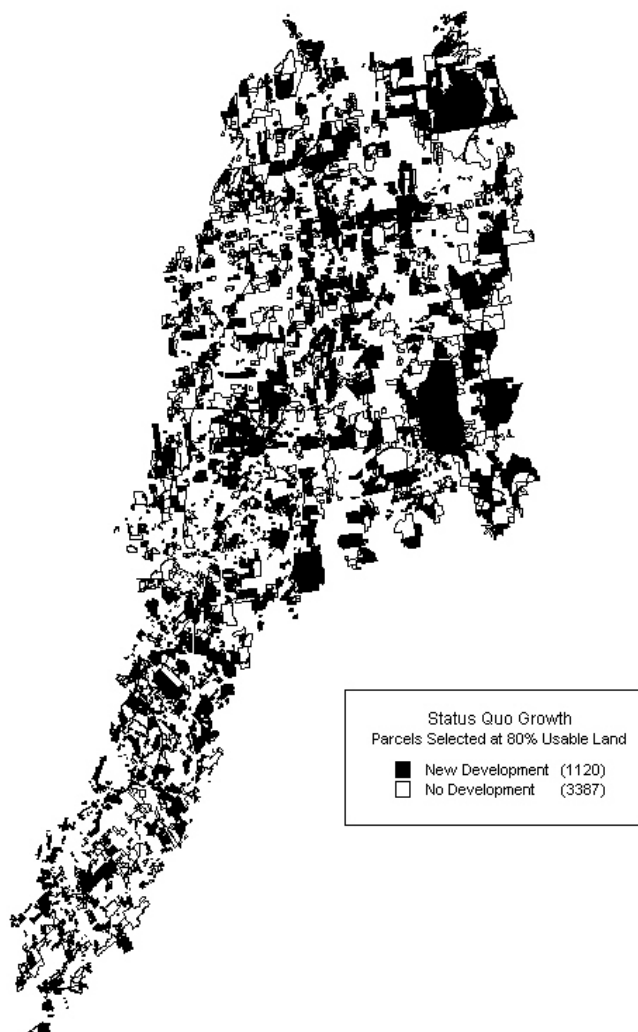 Status Quo Growth
Parcels Selected at 80% Usable Land
New Development (1120)
No Development (3387)